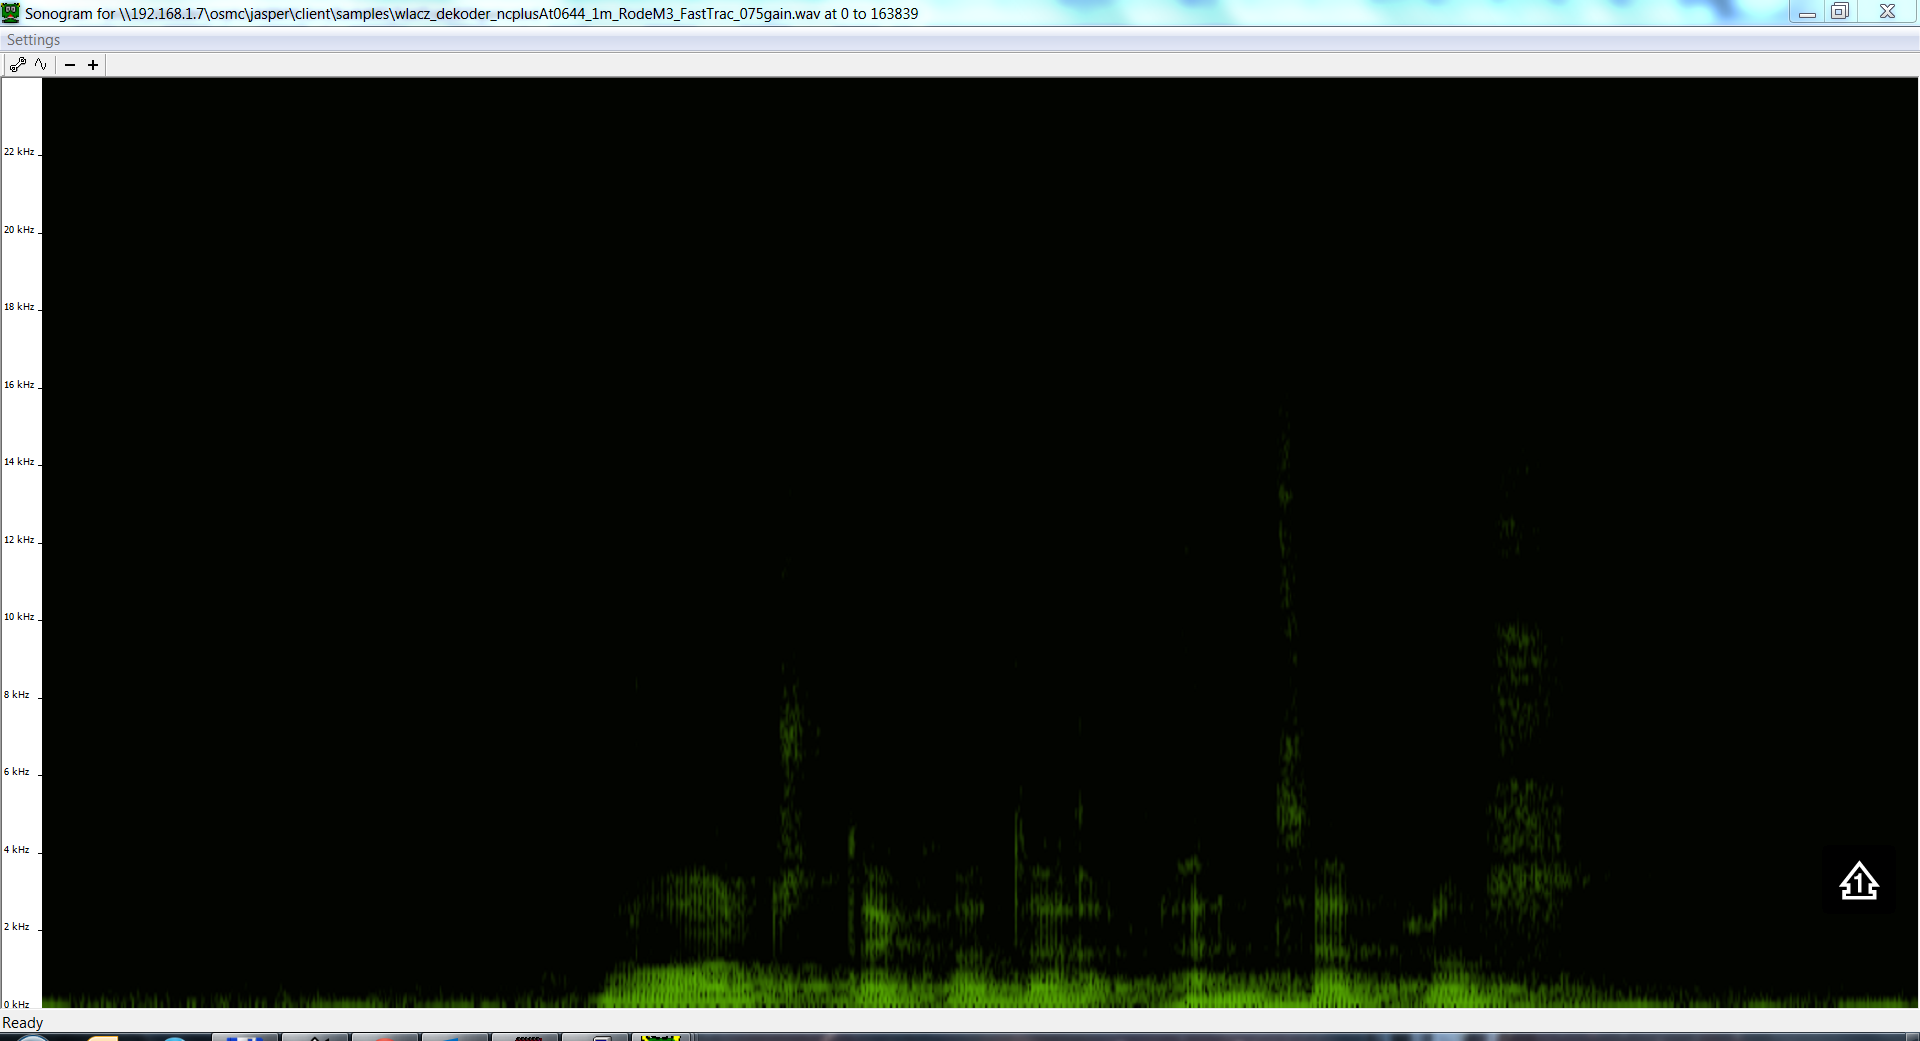 Sonogram for \\192.168.1.7\osmc\jasper\client\samples\wlacz_dekoder_ncplusAt0644_1m_RodeM3_FastTrac_075gain.wav at 0 to 163839
Settings
22 kHz
20 kHz
18 kHz
16 kHz
14 kHz
12 kHz
10 kHz
8 kHz
6 kHz
4 kHz
1
2 kHz
0 kHz
Ready